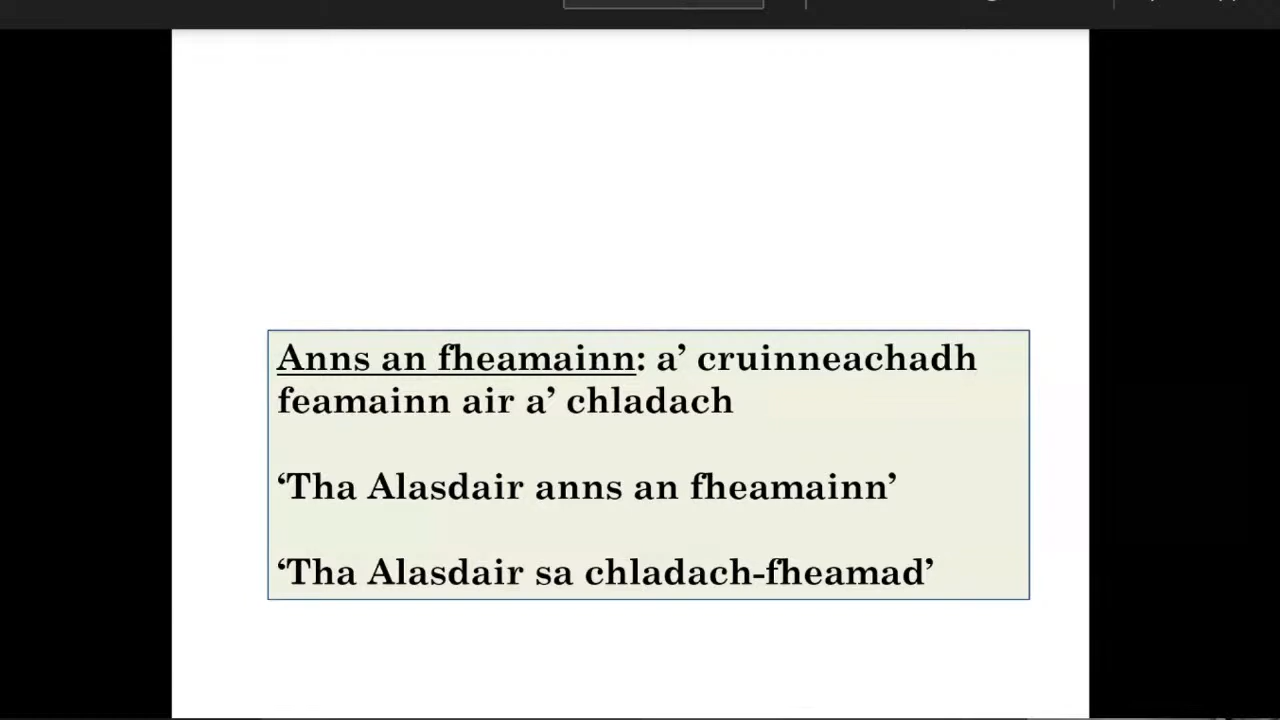 Anns an fheamainn: a’ cruinneachadh
feamainn air a’ chladach
‘Tha Alasdair anns an fheamainn’
‘Tha Alasdair sa chladach-fheamad’